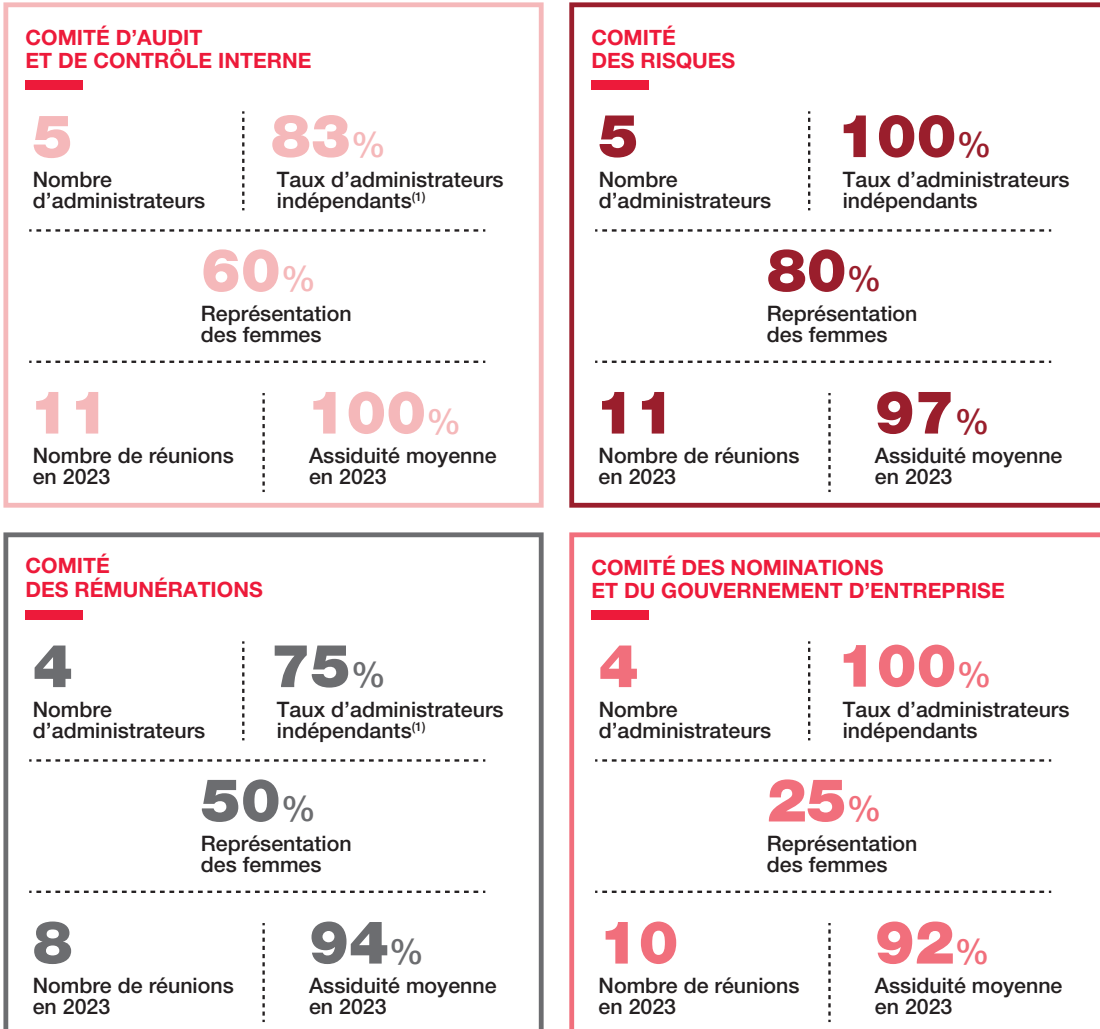 COMITÉ D'AUDIT
ET DE CONTRÔLE INTERNE
5
Nombre
d'administrateurs
83%
Taux d'administrateurs
indépendants(1)
60%
Représentation
des femmes
11
Nombre de réunions
en 2023
100%
Assiduité moyenne
en 2023
COMITÉ
DES RISQUES
5
Nombre
d'administrateurs
100%
Taux d'administrateurs
indépendants
80%
Représentation
des femmes
11
Nombre de réunions
en 2023
97%
Assiduité moyenne
en 2023
COMITÉ
DES RÉMUNÉRATIONS
4
Nombre
d'administrateurs
75%
Taux d'administrateurs
indépendants(1)
50%
Représentation
des femmes
8
Nombre de réunions
en 2023
94%
Assiduité moyenne
en 2023
COMITÉ DES NOMINATIONS
ET DU GOUVERNEMENT D'ENTREPRISE
4
Nombre
d'administrateurs
100%
Taux d'administrateurs
indépendants
25%
Représentation
des femmes
10
Nombre de réunions
en 2023
92%
Assiduité moyenne
en 2023